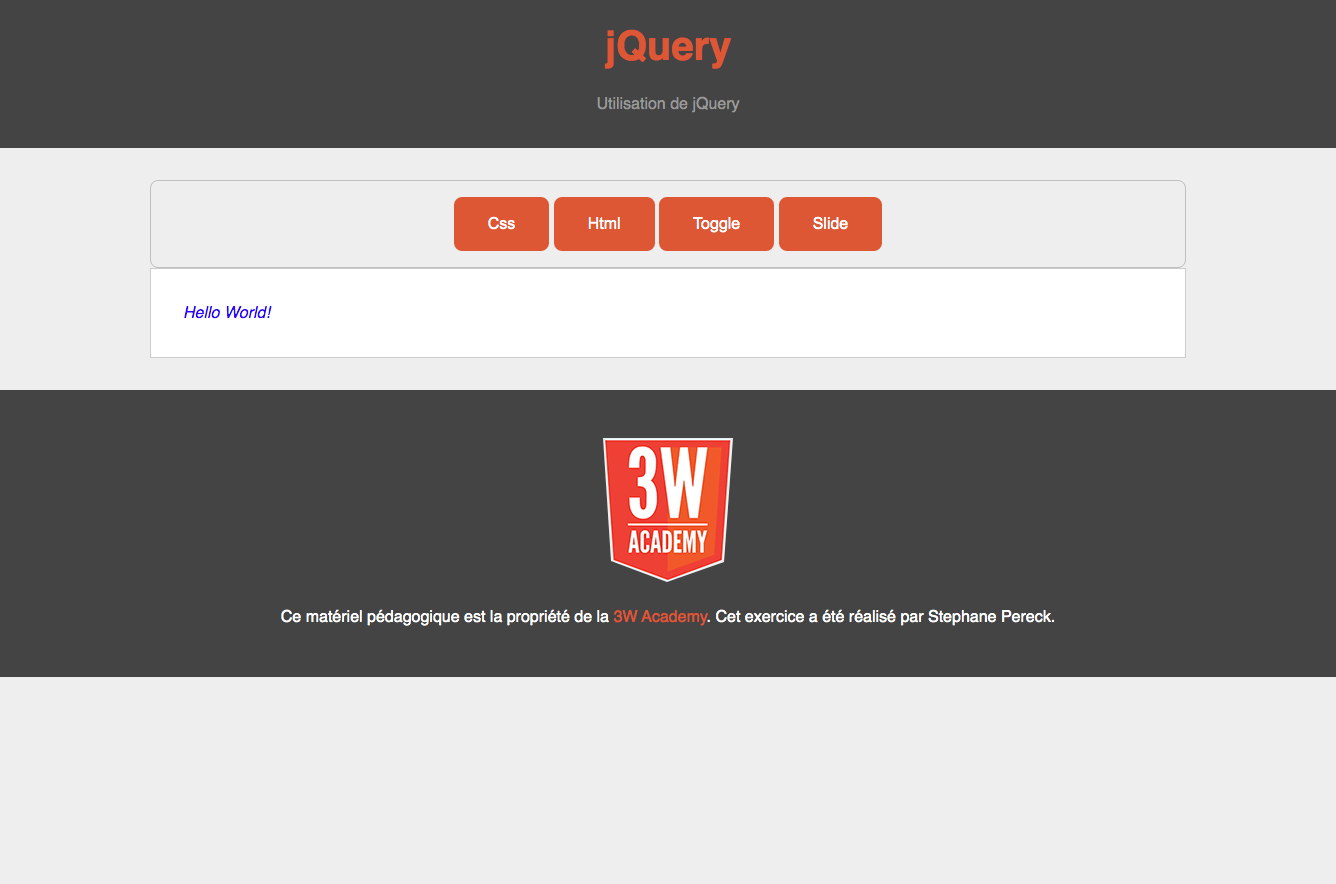 jQuery
Utilisation de jQuery
Css Html Toggle Slide
Hello World!
3W
ACADEMY
Ce matériel pédagogique est la propriété de la 3W Academy. Cet exercice a été réalisé par Stephane Pereck.